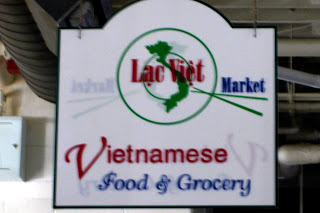 Lạc Việt
Market
Vietnamese
Food & Grocery